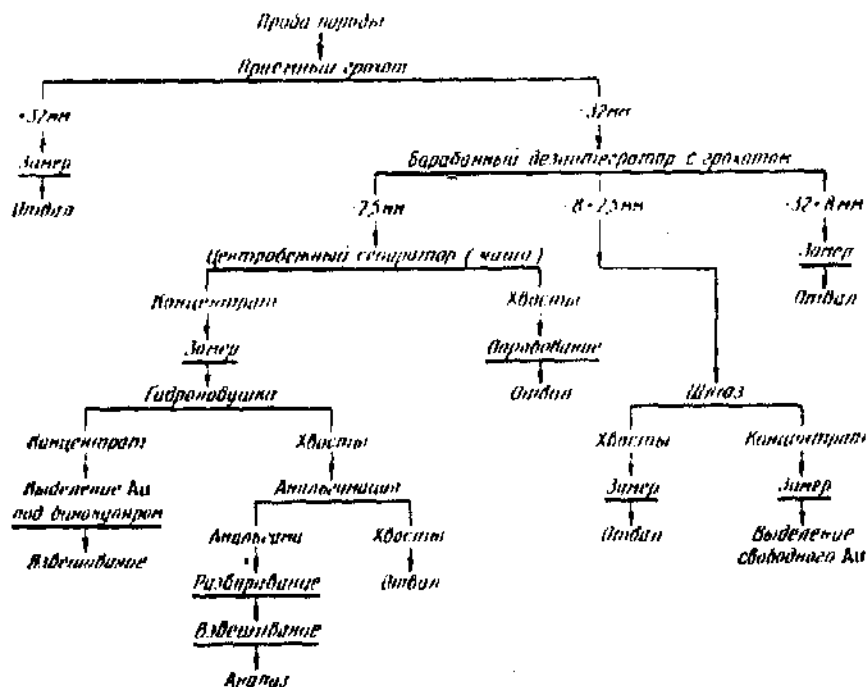 Проба породы
Приемный грохот
+32мм
-32мм
Замер
Барабанный дезинтегратор с грохотом
Отвал
-2,5мм
-8+2,5мм
-32+8мм
Центробежный сепаратор (чаша)
Замер
Концентрат
Хвосты
Отвал
Замер
Опробование
Гидроловушка
Отвал
Шлюз
Концентрат
Хвосты
Хвосты
Концентрат
Выделение Au
под бинокуляром
Амальгамация
Замер
Замер
Взвешивание
Амальгама
Хвосты
Отвал
Выделение
свободного Au
Разваривание
Отвал
Взвешивание
Анализ